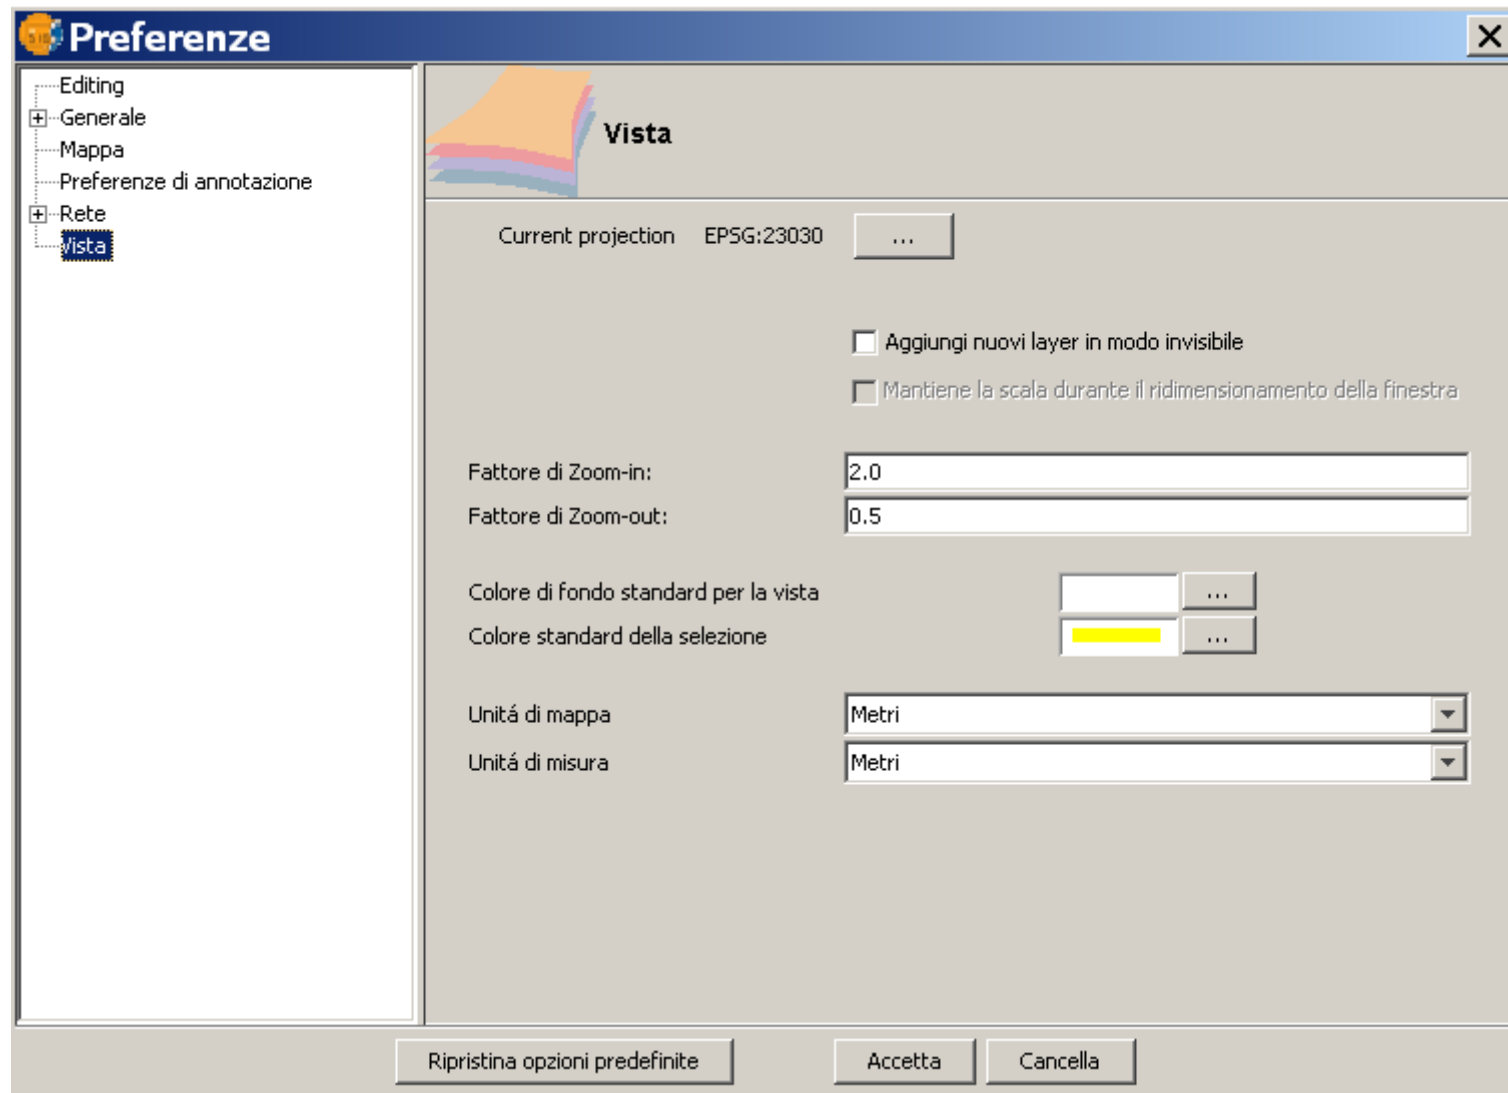 Preferenze
Editing
Generale
Mappa
Preferenze di annotazione
Rete
Vista
Vista
Current projection EPSG:23030 ...
Aggiungi nuovi layer in modo invisibile
Mantiene la scala durante il ridimensionamento della finestra
Fattore di Zoom-in: 2.0
Fattore di Zoom-out: 0.5
Colore di fondo standard per la vista ...
Colore standard della selezione ...
Unitá di mappa Metri
Unitá di misura Metri
Ripristina opzioni predefinite Accetta Cancella